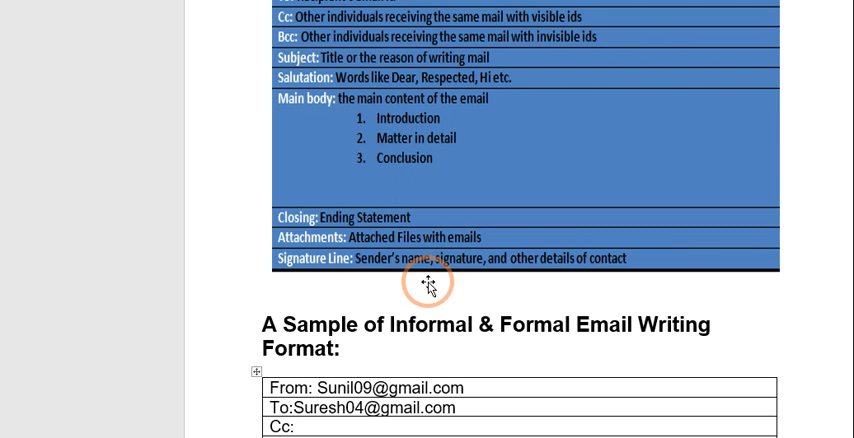 Cc: Other individuals receiving the same mail with visible ids
Bcc: Other individuals receiving the same mail with invisible ids
Subject: Title or the reason of writing mail
Salutation: Words like Dear, Respected, Hi etc.
Main body: the main content of the email
1. Introduction
2. Matter in detail
3. Conclusion
Closing: Ending Statement
Attachments: Attached Files with emails
Signature Line: Sender's name, signature, and other details of contact
A Sample of Informal & Formal Email Writing
Format:
From: Sunil09@gmail.com
To:Suresh04@gmail.com
Cc: